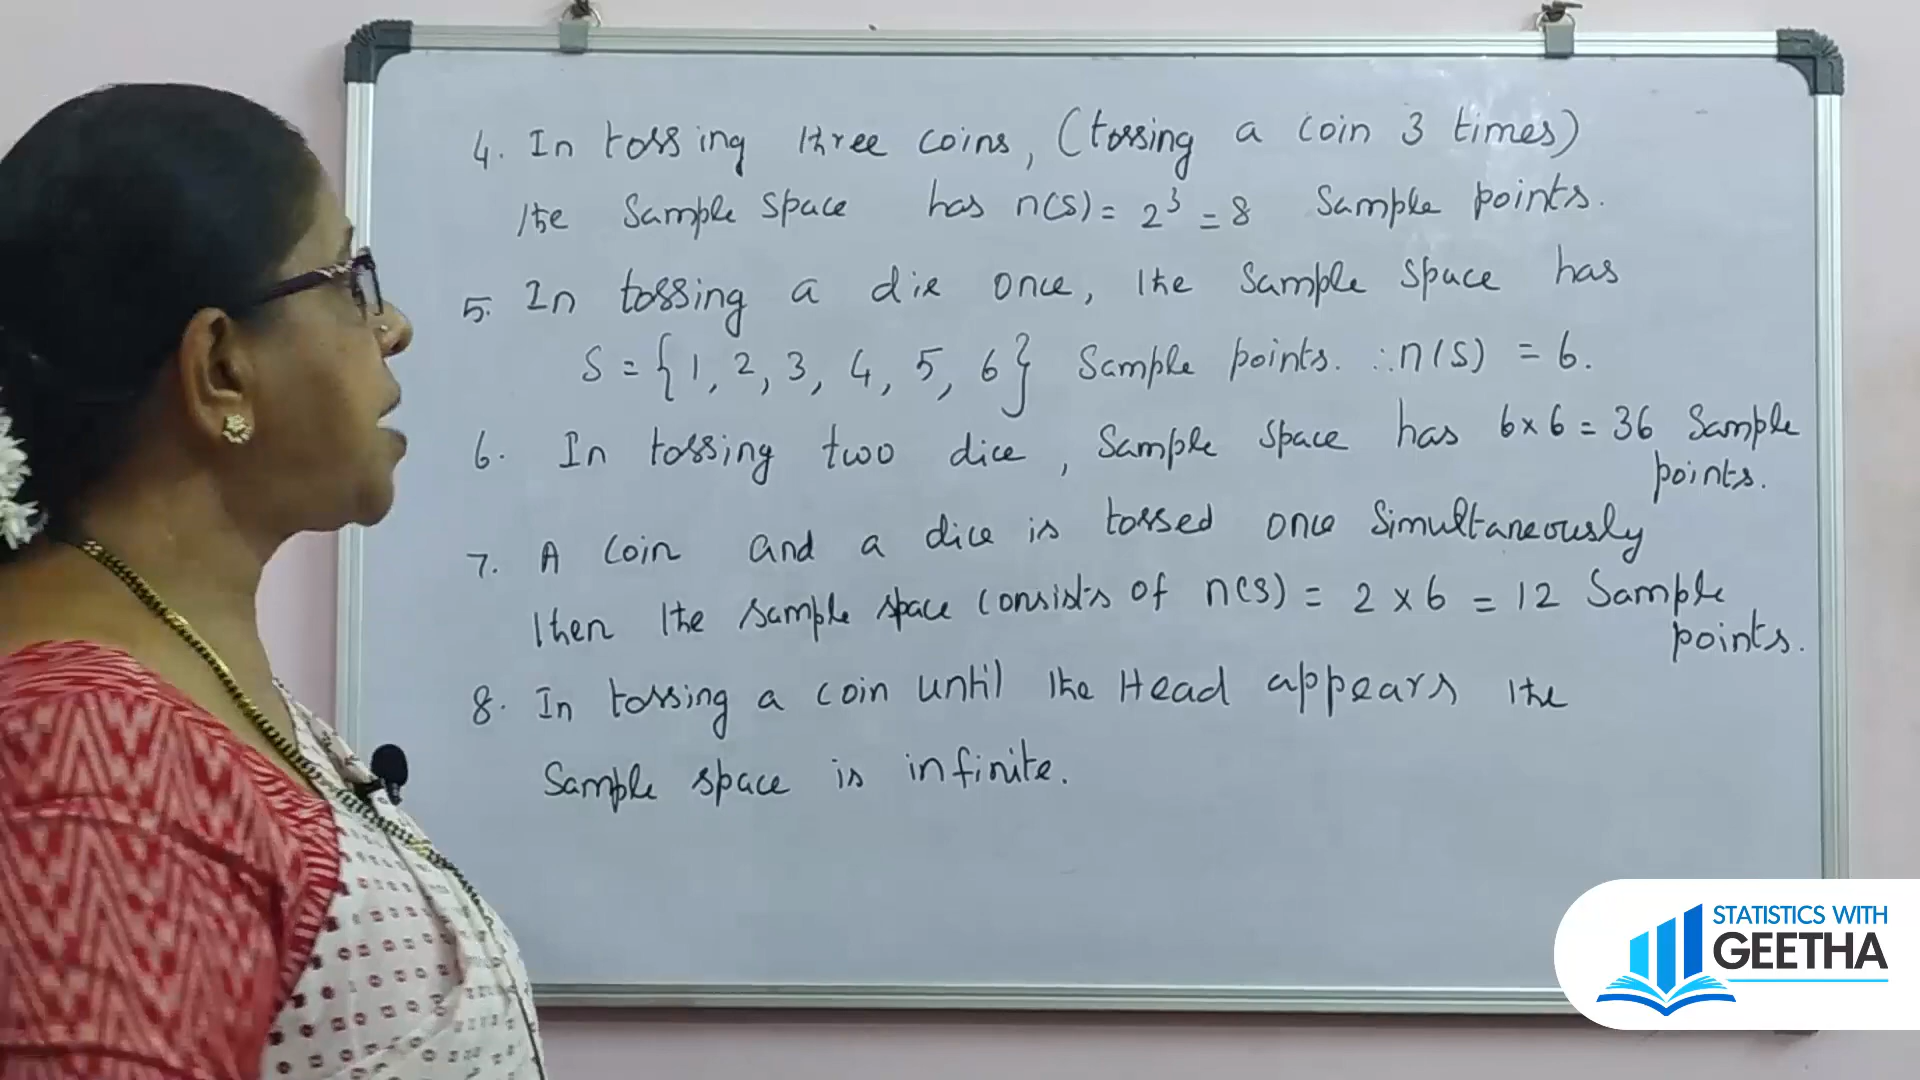 4. In tossing three coins, (tossing a coin 3 times)
the sample space has n(s) = 2³ = 8 sample points.
5. In tossing a die once, the sample space has
S = {1, 2, 3, 4, 5, 6} sample points. ∴ n(s) = 6.
6. In tossing two dice, sample space has 6×6 = 36 sample
points.
7. A coin and a dice is tossed once simultaneously
then the sample space consists of n(s) = 2 × 6 = 12 sample
points.
8. In tossing a coin until the Head appears the
sample space is infinite.
STATISTICS WITH
GEETHA